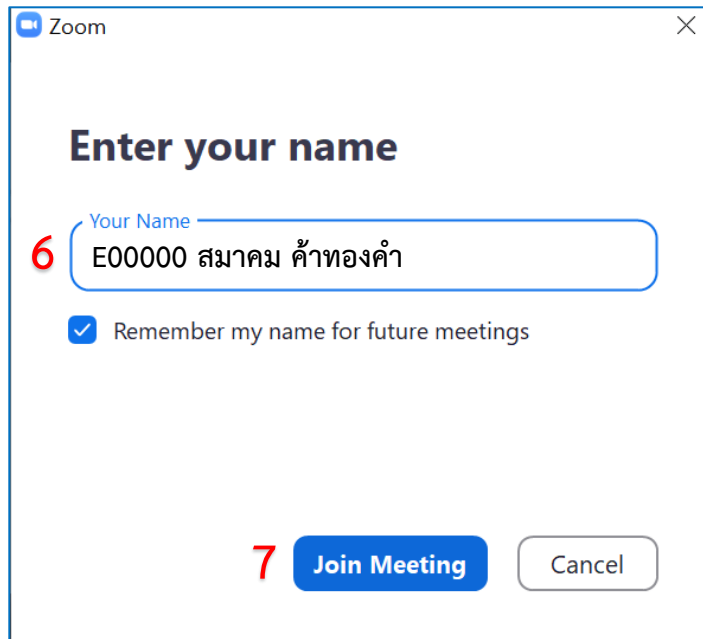 Zoom
Enter your name
Your Name
6 E00000 สมาคม ค้าทองคำ
Remember my name for future meetings
7 Join Meeting Cancel